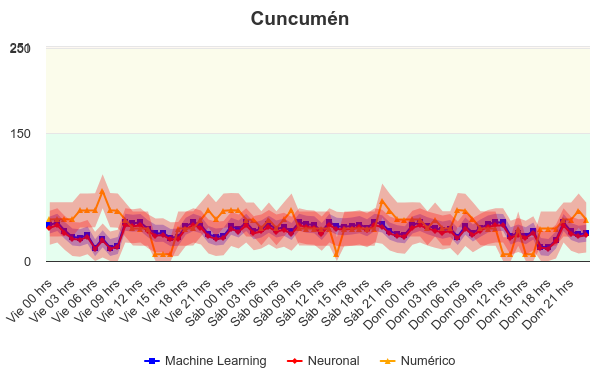 Cuncumén
250
150
0
Vie 00 hrs
Vie 03 hrs
Vie 06 hrs
Vie 09 hrs
Vie 12 hrs
Vie 15 hrs
Vie 18 hrs
Vie 21 hrs
Sáb 00 hrs
Sáb 03 hrs
Sáb 06 hrs
Sáb 09 hrs
Sáb 12 hrs
Sáb 15 hrs
Sáb 18 hrs
Sáb 21 hrs
Dom 00 hrs
Dom 03 hrs
Dom 06 hrs
Dom 09 hrs
Dom 12 hrs
Dom 15 hrs
Dom 18 hrs
Dom 21 hrs
Machine Learning Neuronal Numérico